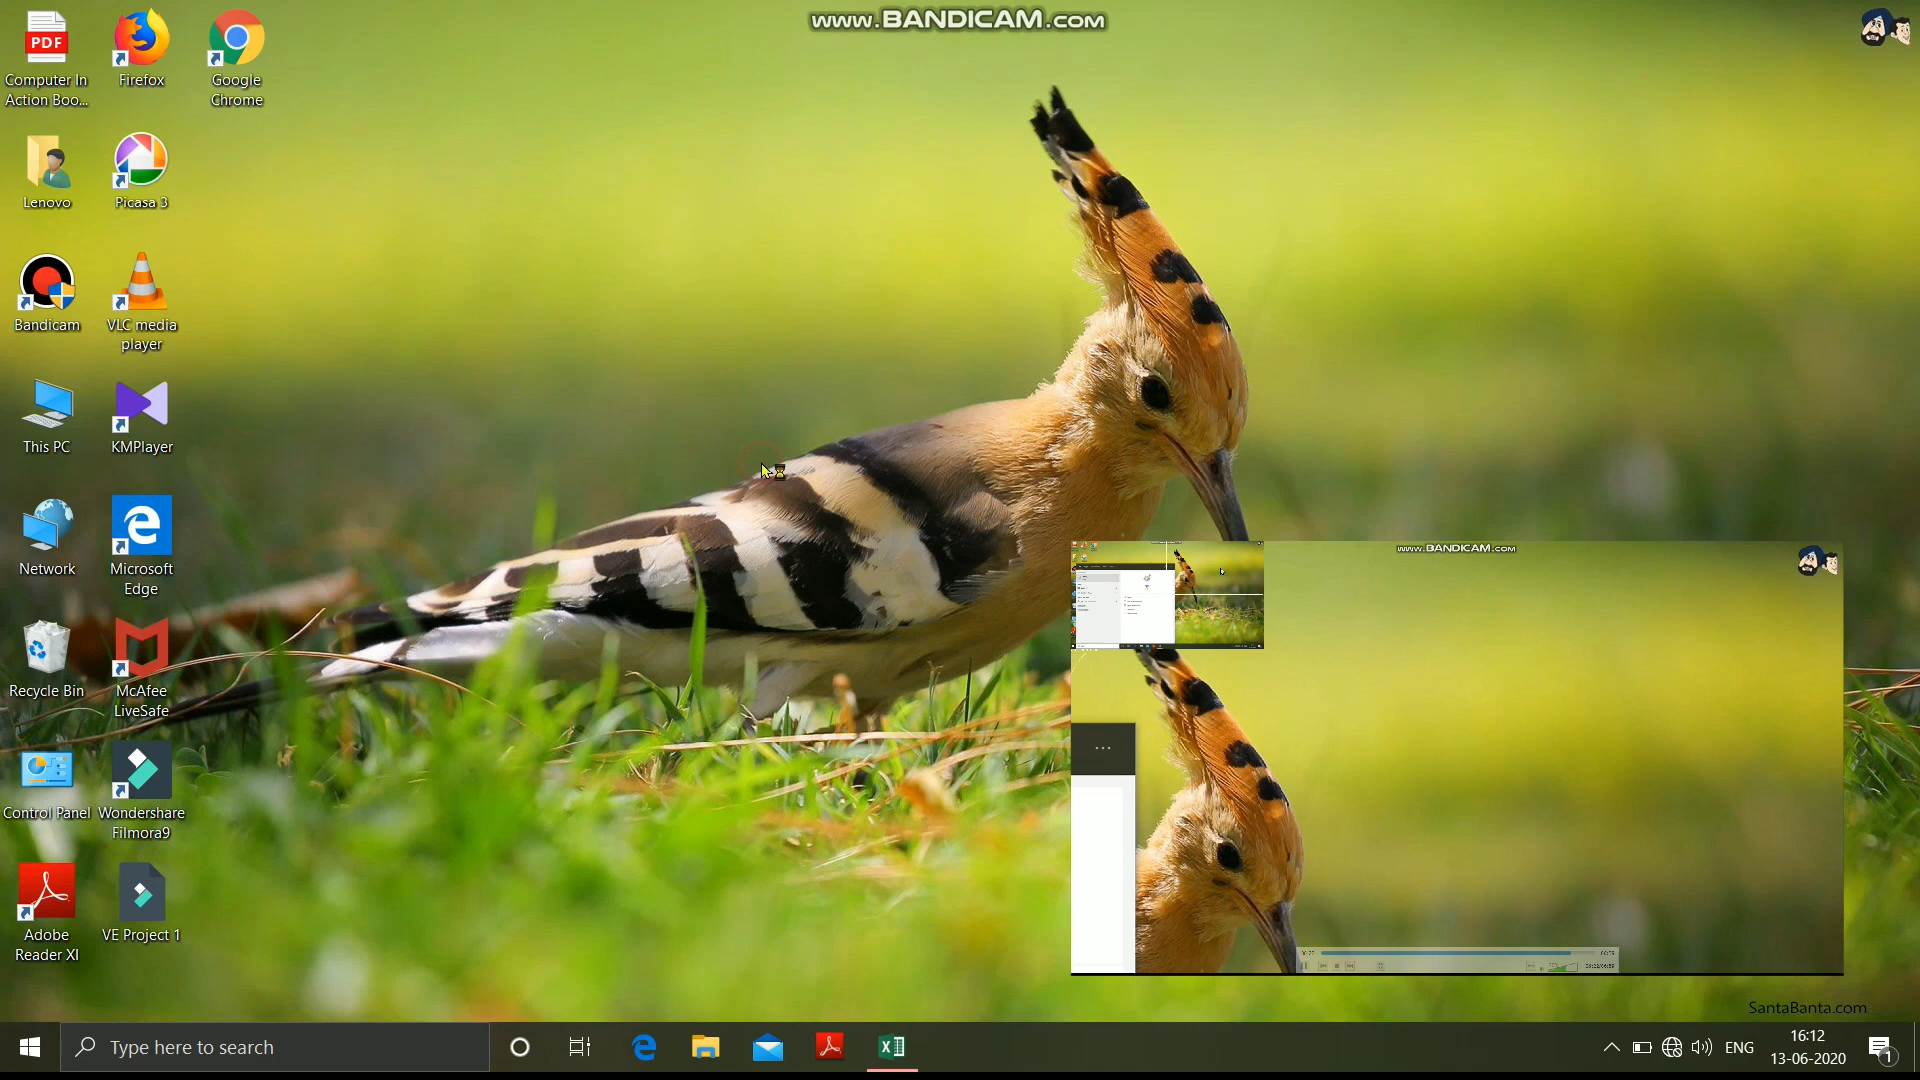 www.BANDICAM.com
PDF
Computer In
Action Boo...
Firefox
Google
Chrome
Lenovo
Picasa 3
Bandicam
VLC media
player
This PC
KMPlayer
Network
Microsoft
Edge
Recycle Bin
McAfee
LiveSafe
Control Panel
Wondershare
Filmora9
Adobe
Reader XI
VE Project 1
www.BANDICAM.com
SantaBanta.com
Type here to search
ENG
16:12
13-06-2020
1